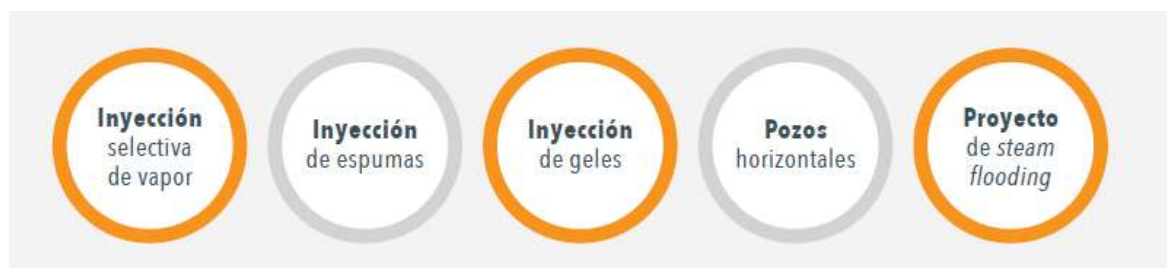 Inyección
selectiva
de vapor
Inyección
de espumas
Inyección
de geles
Pozos
horizontales
Proyecto
de steam
flooding